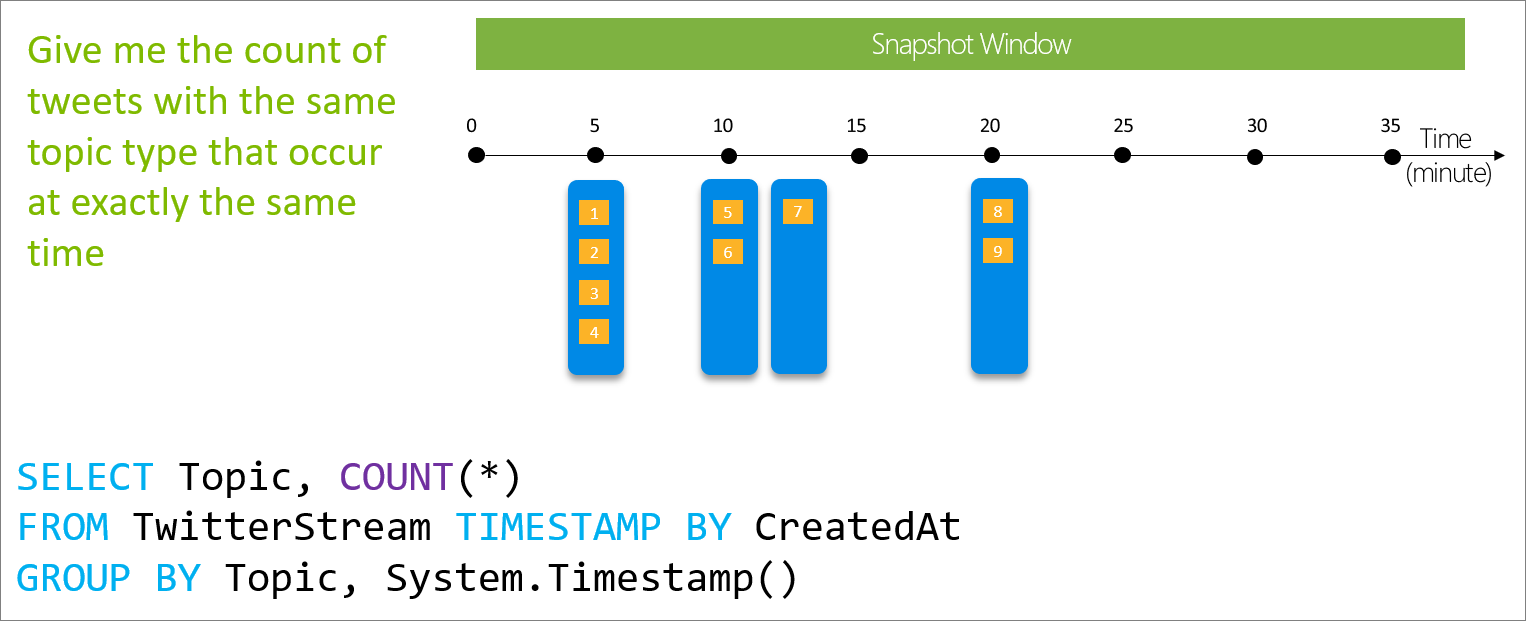 Give me the count of
tweets with the same
topic type that occur
at exactly the same
time
Snapshot Window
0 5 10 15 20 25 30 35
Time
(minute)
1 5 7 8
2 6 9
3
4
SELECT Topic, COUNT(*)
FROM TwitterStream TIMESTAMP BY CreatedAt
GROUP BY Topic, System.Timestamp()